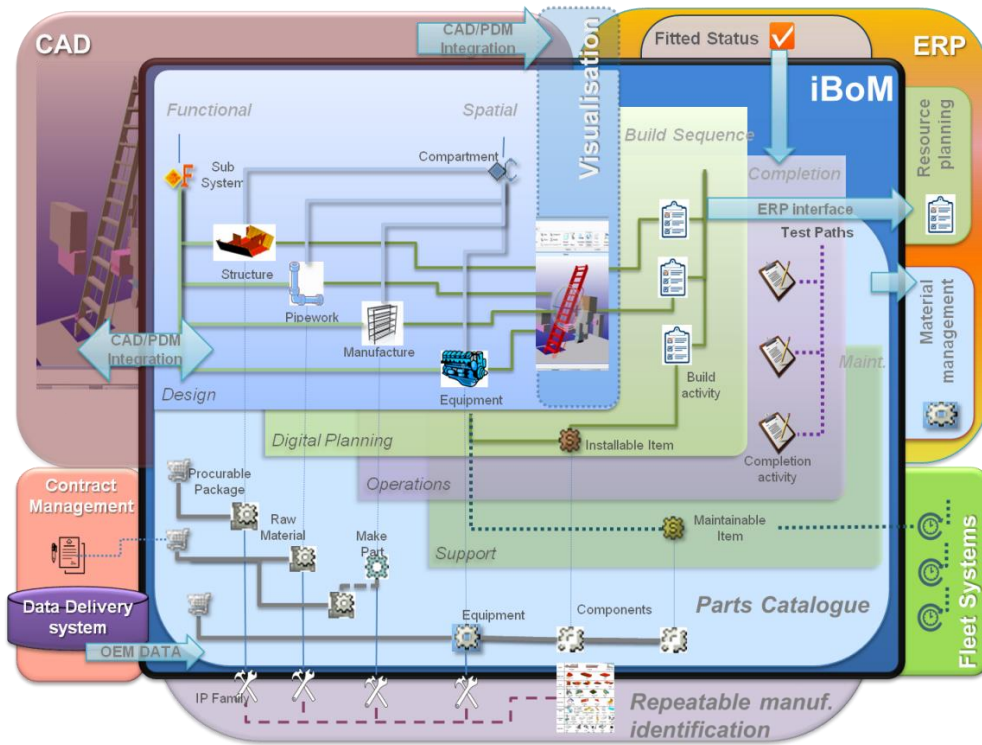 CAD
CAD/PDM
Integration
Visualisation
Fitted Status
ERP
iBoM
Functional
Spatial
Build Sequence
Resource
planning
Sub
System
F
Compartment
C
Completion
ERP interface
Test Paths
Structure
Pipework
Manufacture
CAD/PDM
Integration
Material
management
Maint.
Design
Equipment
Build
activity
Digital Planning
Installable Item
Completion
activity
Operations
Contract
Management
Procurable
Package
Raw
Material
Make
Part
Maintainable
Item
Support
Data Delivery
system
Parts Catalogue
Equipment
Components
OEM DATA
Fleet Systems
IP Family
Repeatable manuf.
identification